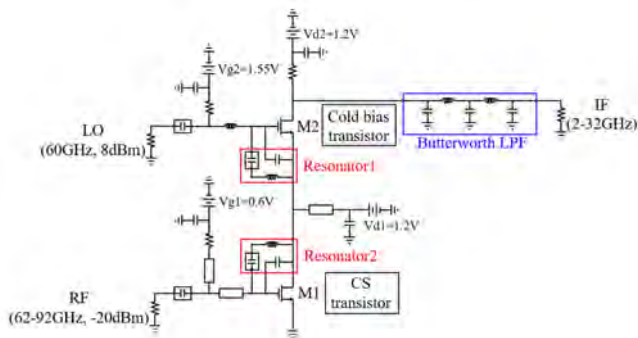 Vd2=1.2V
Vg2=1.55V
M2
Cold bias
transistor
IF
(2-32GHz)
LO
(60GHz, 8dBm)
Butterworth LPF
Resonator1
Vg1=0.6V
Vd1=1.2V
Resonator2
M1
CS
transistor
RF
(62-92GHz, -20dBm)